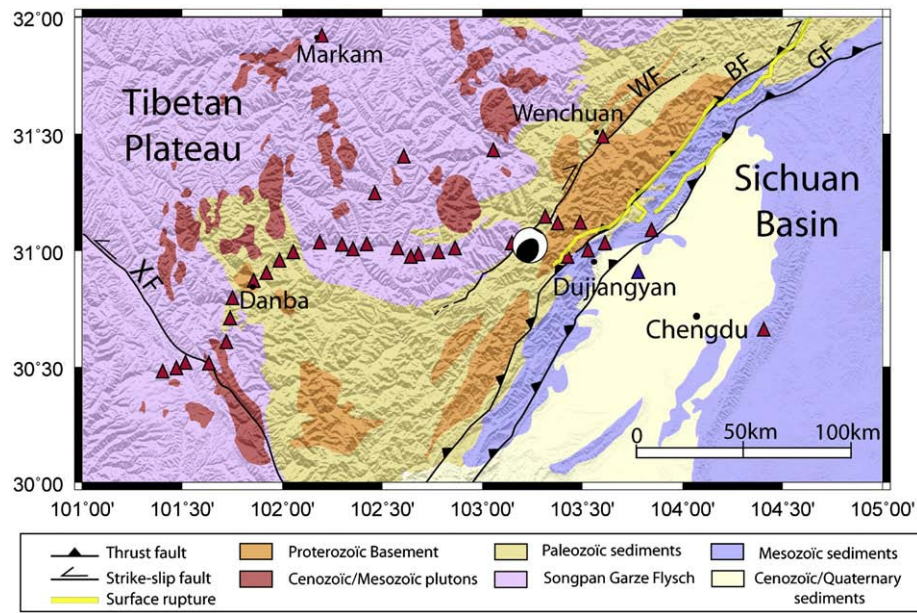 32°00'
31°30'
31°00'
30°30'
30°00'
101°00'
101°30'
102°00'
102°30'
103°00'
103°30'
104°00'
104°30'
105°00'
Markam
Tibetan
Plateau
WF
BF
GF
Wenchuan
Sichuan
Basin
XF
Danba
Dujiangyan
Chengdu
0 50km 100km
Thrust fault
Strike-slip fault
Surface rupture
Proterozoïc Basement
Cenozoïc/Mesozoïc plutons
Paleozoïc sediments
Songpan Garze Flysch
Mesozoïc sediments
Cenozoïc/Quaternary
sediments